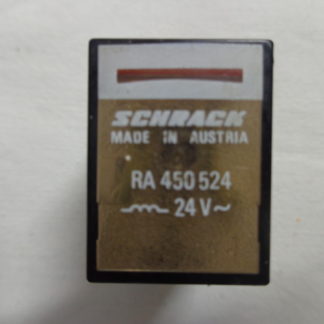 SCHRACK
MADE IN AUSTRIA
RA 450 524
24 V~